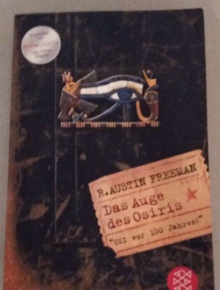 R. AUSTIN FREEMAN
Das Auge
des Osiris
"CSI vor 100 Jahren!"